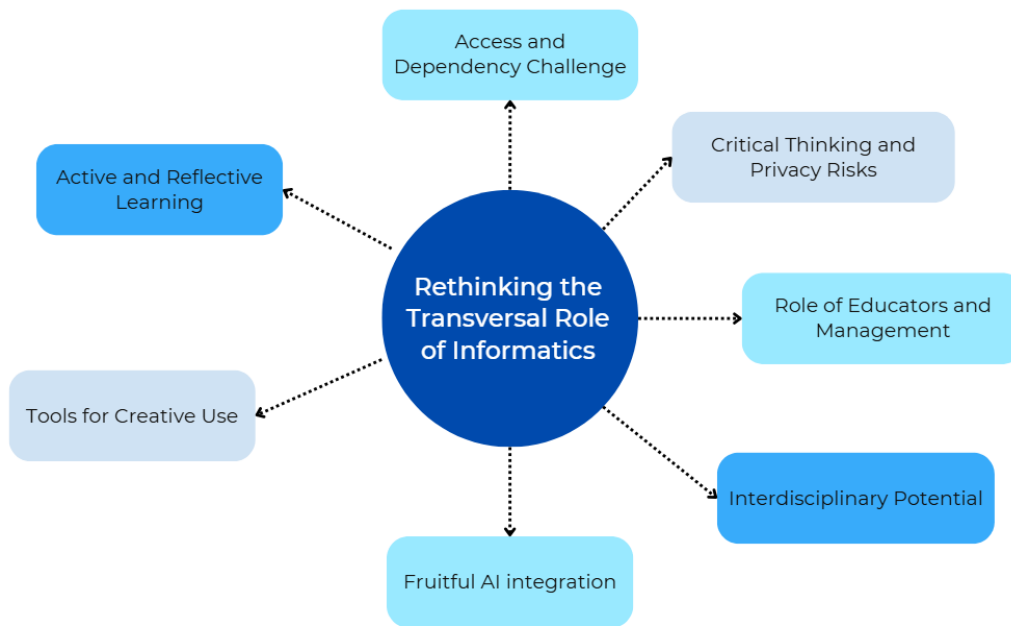 Access and
Dependency Challenge
Critical Thinking and
Privacy Risks
Active and Reflective
Learning
Rethinking the
Transversal Role
of Informatics
Role of Educators and
Management
Tools for Creative Use
Interdisciplinary Potential
Fruitful AI integration